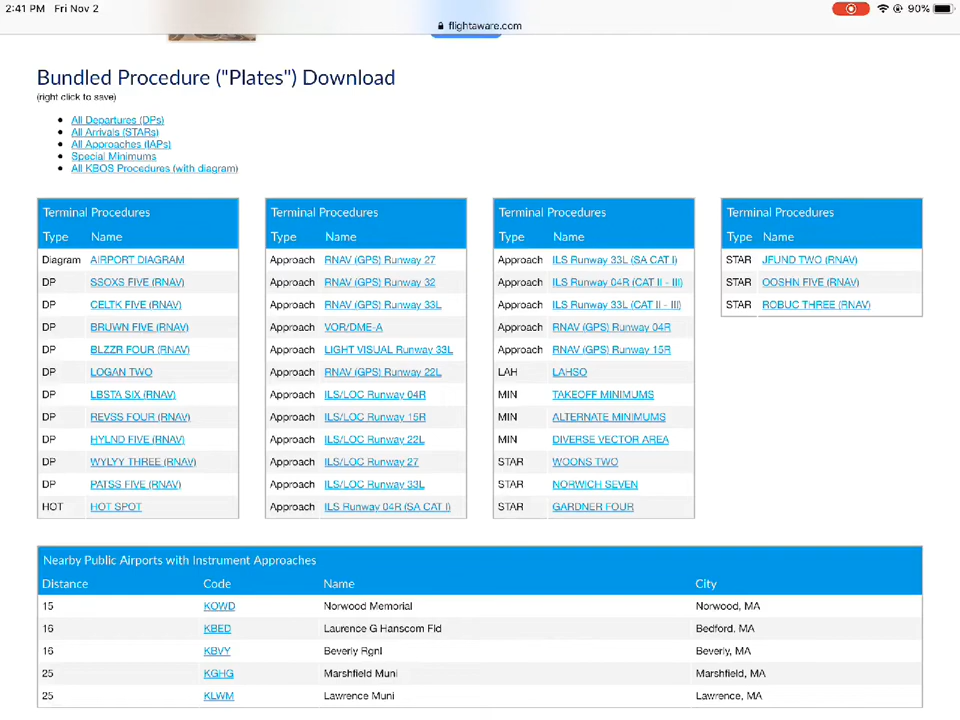 2:41 PM Fri Nov 2
90%
flightaware.com
Bundled Procedure ("Plates") Download
(right click to save)
All Departures (DPs)
All Arrivals (STARs)
All Approaches (IAPs)
Special Minimums
All KBOS Procedures (with diagram)
Terminal Procedures
Type Name
Diagram AIRPORT DIAGRAM
DP SSOXS FIVE (RNAV)
DP CELTK FIVE (RNAV)
DP BRUWN FIVE (RNAV)
DP BLZZR FOUR (RNAV)
DP LOGAN TWO
DP LBSTA SIX (RNAV)
DP REVSS FOUR (RNAV)
DP HYLND FIVE (RNAV)
DP WYLYY THREE (RNAV)
DP PATSS FIVE (RNAV)
HOT HOT SPOT
Terminal Procedures
Type Name
Approach RNAV (GPS) Runway 27
Approach RNAV (GPS) Runway 32
Approach RNAV (GPS) Runway 33L
Approach VOR/DME-A
Approach LIGHT VISUAL Runway 33L
Approach RNAV (GPS) Runway 22L
Approach ILS/LOC Runway 04R
Approach ILS/LOC Runway 15R
Approach ILS/LOC Runway 22L
Approach ILS/LOC Runway 27
Approach ILS/LOC Runway 33L
Approach ILS Runway 04R (SA CAT I)
Terminal Procedures
Type Name
Approach ILS Runway 33L (SA CAT I)
Approach ILS Runway 04R (CAT II - III)
Approach ILS Runway 33L (CAT II - III)
Approach RNAV (GPS) Runway 04R
Approach RNAV (GPS) Runway 15R
LAH LAHSO
MIN TAKEOFF MINIMUMS
MIN ALTERNATE MINIMUMS
MIN DIVERSE VECTOR AREA
STAR WOONS TWO
STAR NORWICH SEVEN
STAR GARDNER FOUR
Terminal Procedures
Type Name
STAR JFUND TWO (RNAV)
STAR OOSHN FIVE (RNAV)
STAR ROBUC THREE (RNAV)
Nearby Public Airports with Instrument Approaches
Distance Code Name City
15 KOWD Norwood Memorial Norwood, MA
16 KBED Laurence G Hanscom Fld Bedford, MA
16 KBVY Beverly Rgnl Beverly, MA
25 KGHG Marshfield Muni Marshfield, MA
25 KLWM Lawrence Muni Lawrence, MA